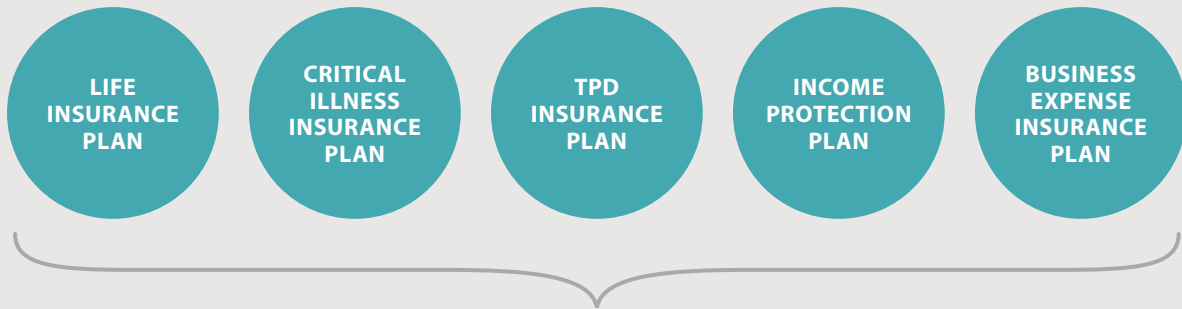 LIFE
INSURANCE
PLAN
CRITICAL
ILLNESS
INSURANCE
PLAN
TPD
INSURANCE
PLAN
INCOME
PROTECTION
PLAN
BUSINESS
EXPENSE
INSURANCE
PLAN